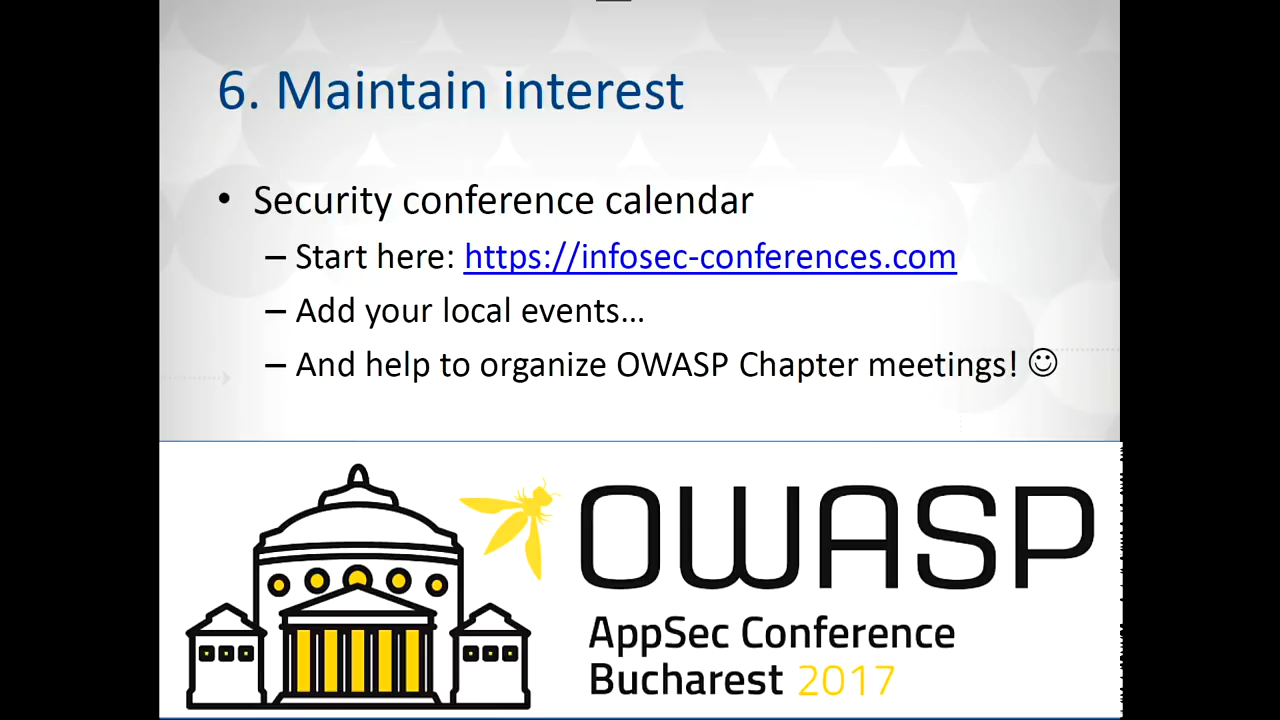 6. Maintain interest
• Security conference calendar
– Start here: https://infosec-conferences.com
– Add your local events…
– And help to organize OWASP Chapter meetings! ☺
OWASP
AppSec Conference
Bucharest 2017